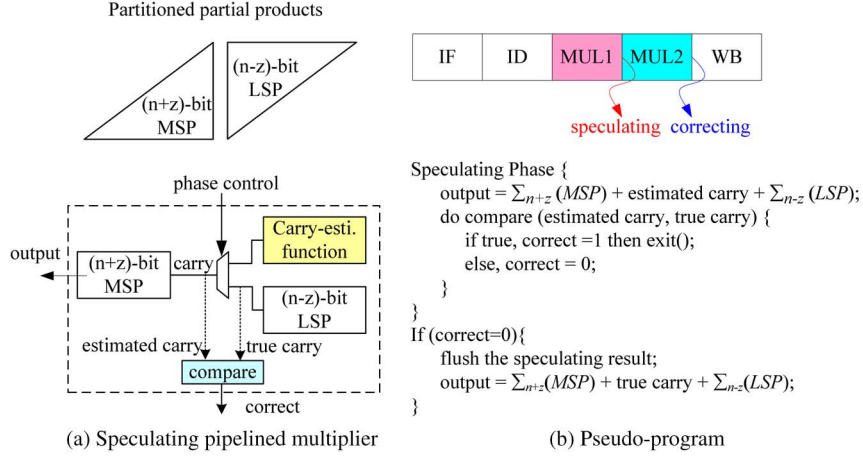 Partitioned partial products
(n+z)-bit
MSP
(n-z)-bit
LSP
phase control
output
(n+z)-bit
MSP
carry
Carry-esti.
function
(n-z)-bit
LSP
estimated carry
true carry
compare
correct
(a) Speculating pipelined multiplier
IF ID MUL1 MUL2 WB
speculating correcting
Speculating Phase {
output = ∑n+z (MSP) + estimated carry + ∑n-z (LSP);
do compare (estimated carry, true carry) {
if true, correct =1 then exit();
else, correct = 0;
}
}
If (correct=0){
flush the speculating result;
output = ∑n+z(MSP) + true carry + ∑n-z(LSP);
}
(b) Pseudo-program